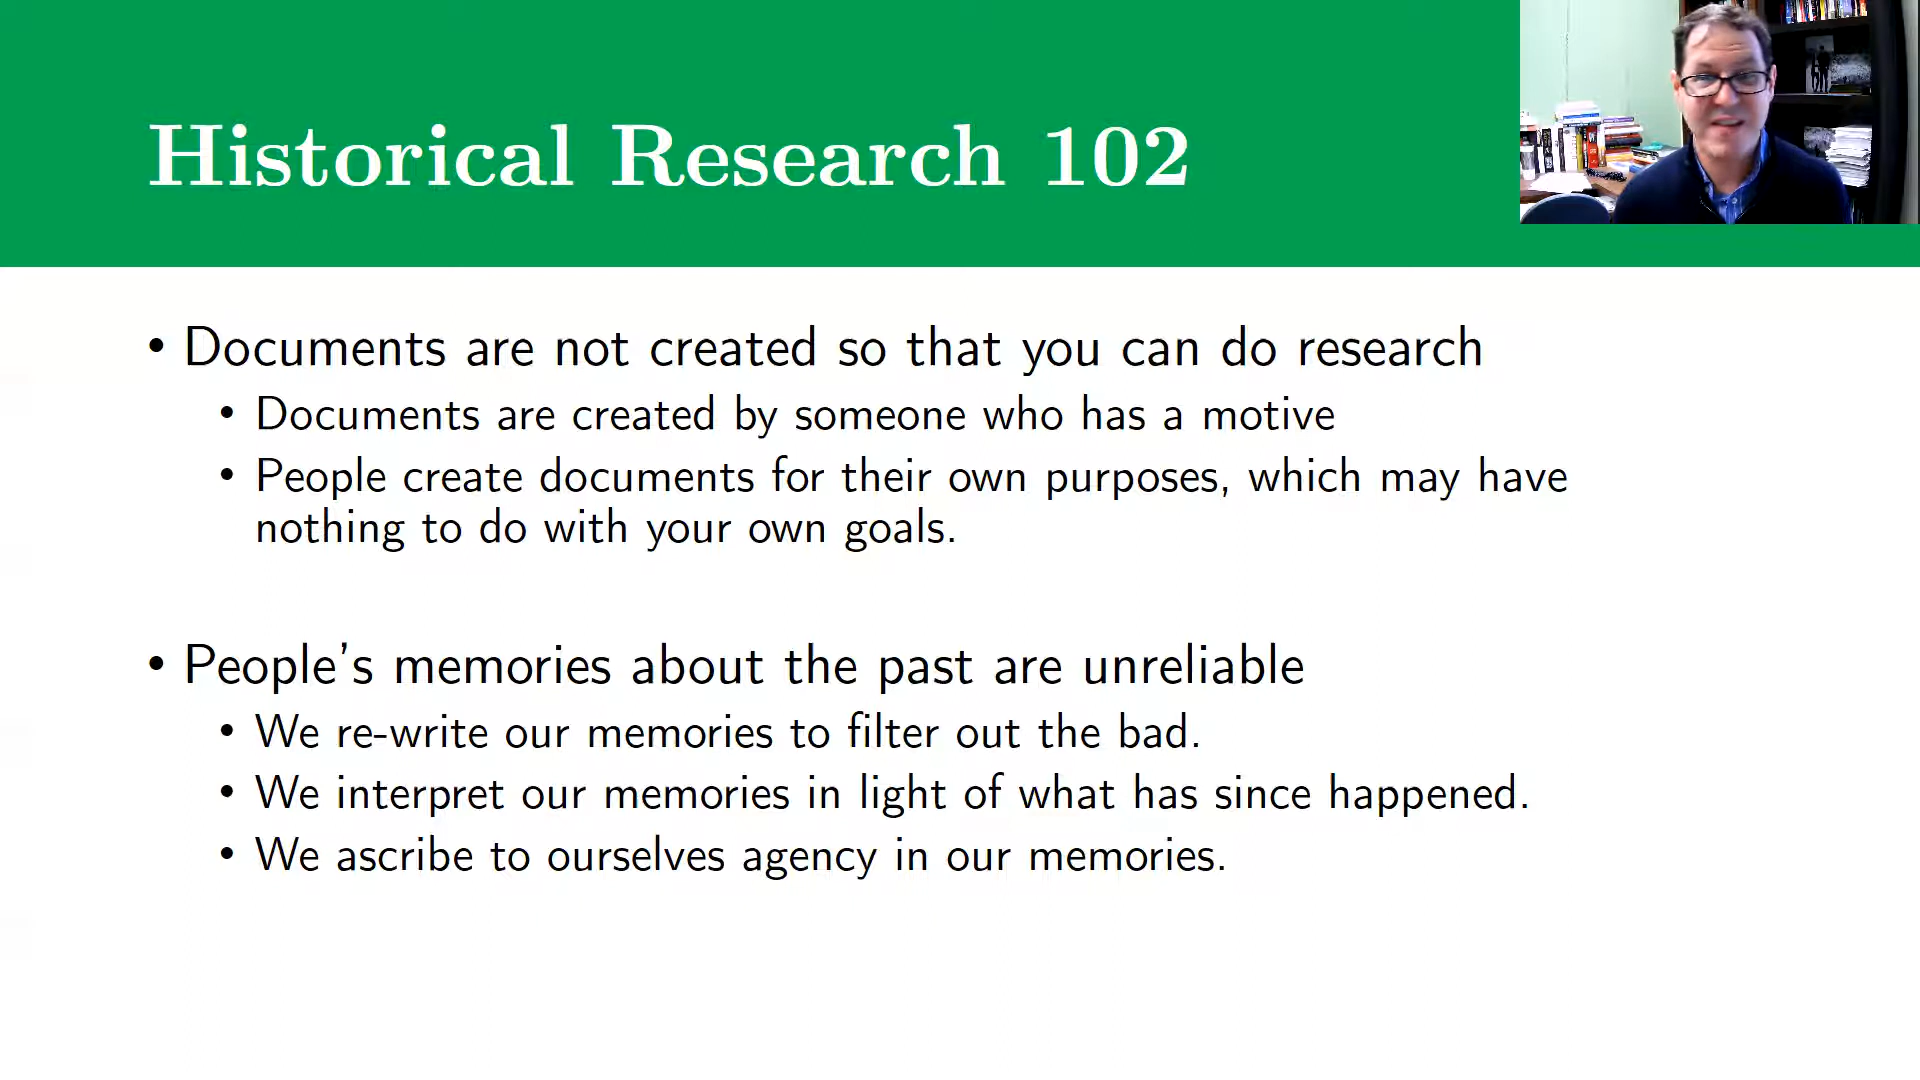 Historical Research 102
• Documents are not created so that you can do research
• Documents are created by someone who has a motive
• People create documents for their own purposes, which may have
nothing to do with your own goals.
• People's memories about the past are unreliable
• We re-write our memories to filter out the bad.
• We interpret our memories in light of what has since happened.
• We ascribe to ourselves agency in our memories.